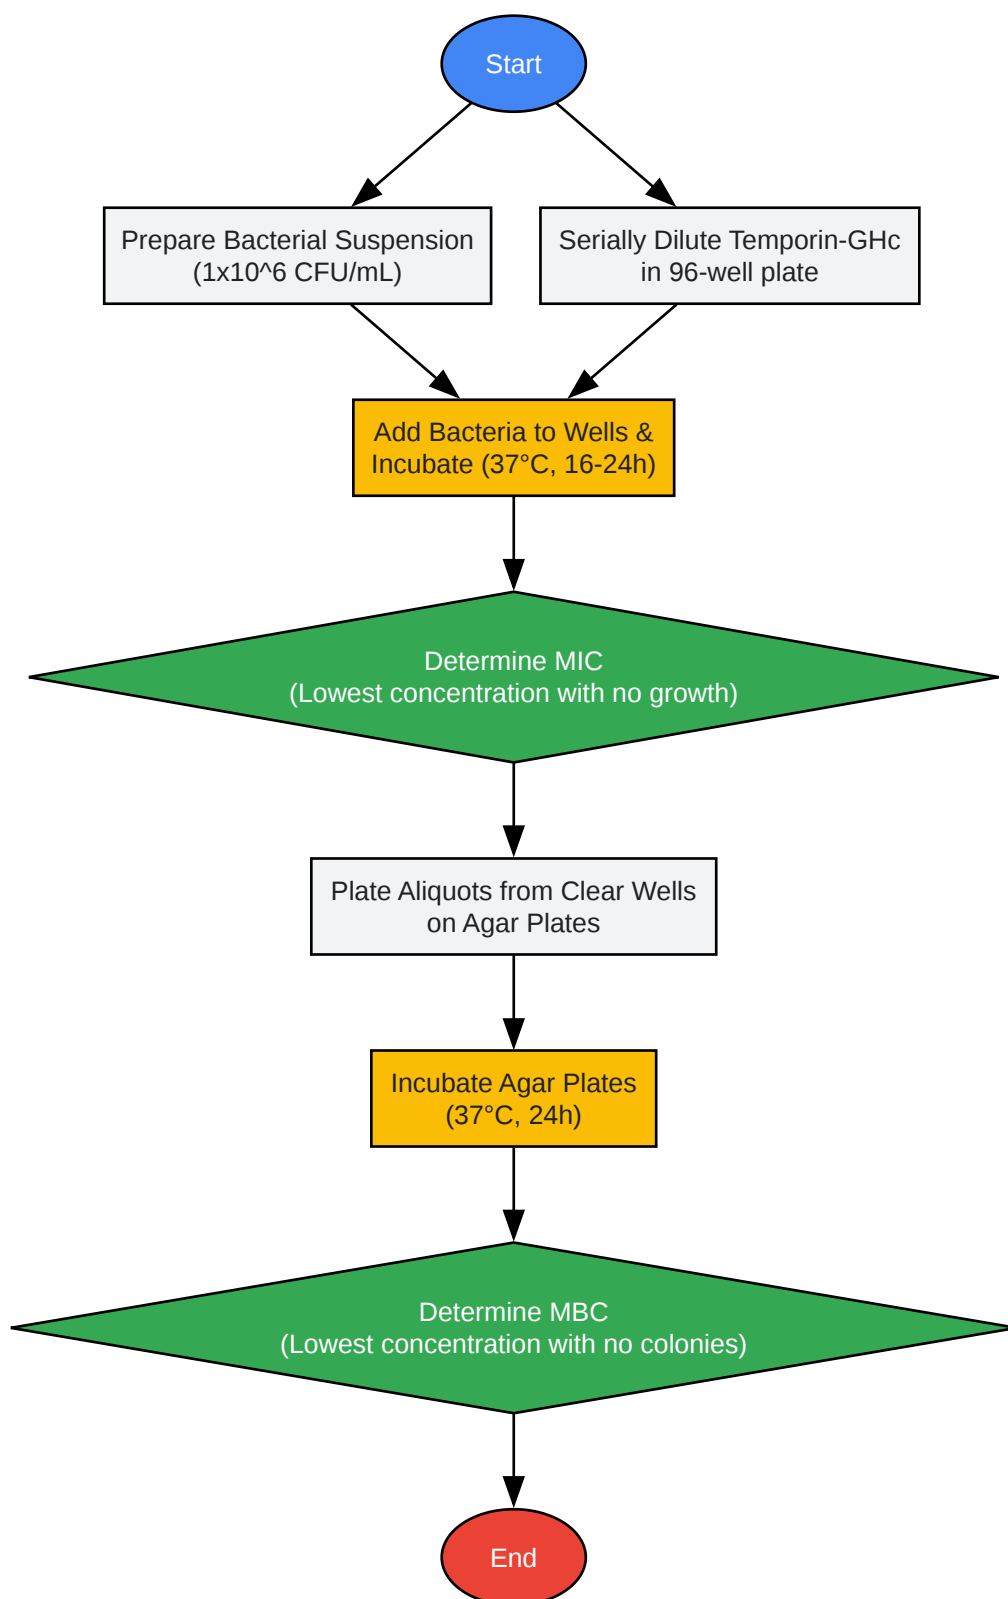 Start
Prepare Bacterial Suspension
(1x10^6 CFU/mL)
Serially Dilute Temporin-GHc
in 96-well plate
Add Bacteria to Wells &
Incubate (37°C, 16-24h)
Determine MIC
(Lowest concentration with no growth)
Plate Aliquots from Clear Wells
on Agar Plates
Incubate Agar Plates
(37°C, 24h)
Determine MBC
(Lowest concentration with no colonies)
End